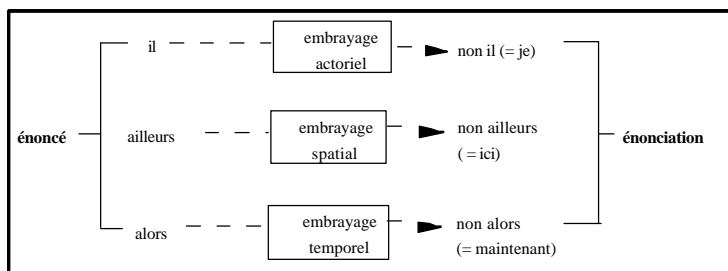 il
embrayage
actoriel
non il (= je)
énoncé
ailleurs
embrayage
spatial
non ailleurs
( = ici)
énonciation
alors
embrayage
temporel
non alors
(= maintenant)